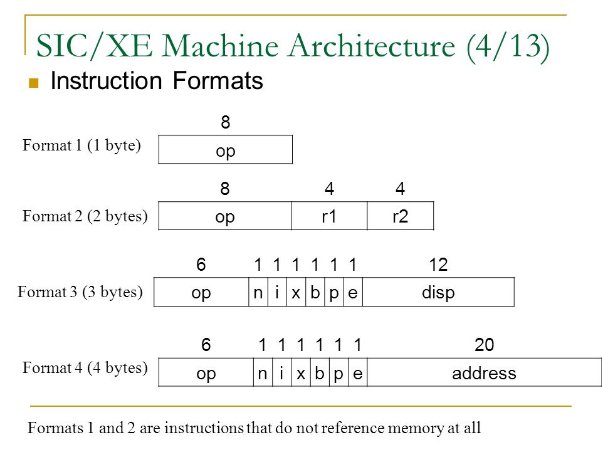 SIC/XE Machine Architecture (4/13)
Instruction Formats
8
Format 1 (1 byte) op
8 4 4
Format 2 (2 bytes) op r1 r2
6 1 1 1 1 1 1 12
Format 3 (3 bytes) op n i x b p e disp
6 1 1 1 1 1 1 20
Format 4 (4 bytes) op n i x b p e address
Formats 1 and 2 are instructions that do not reference memory at all